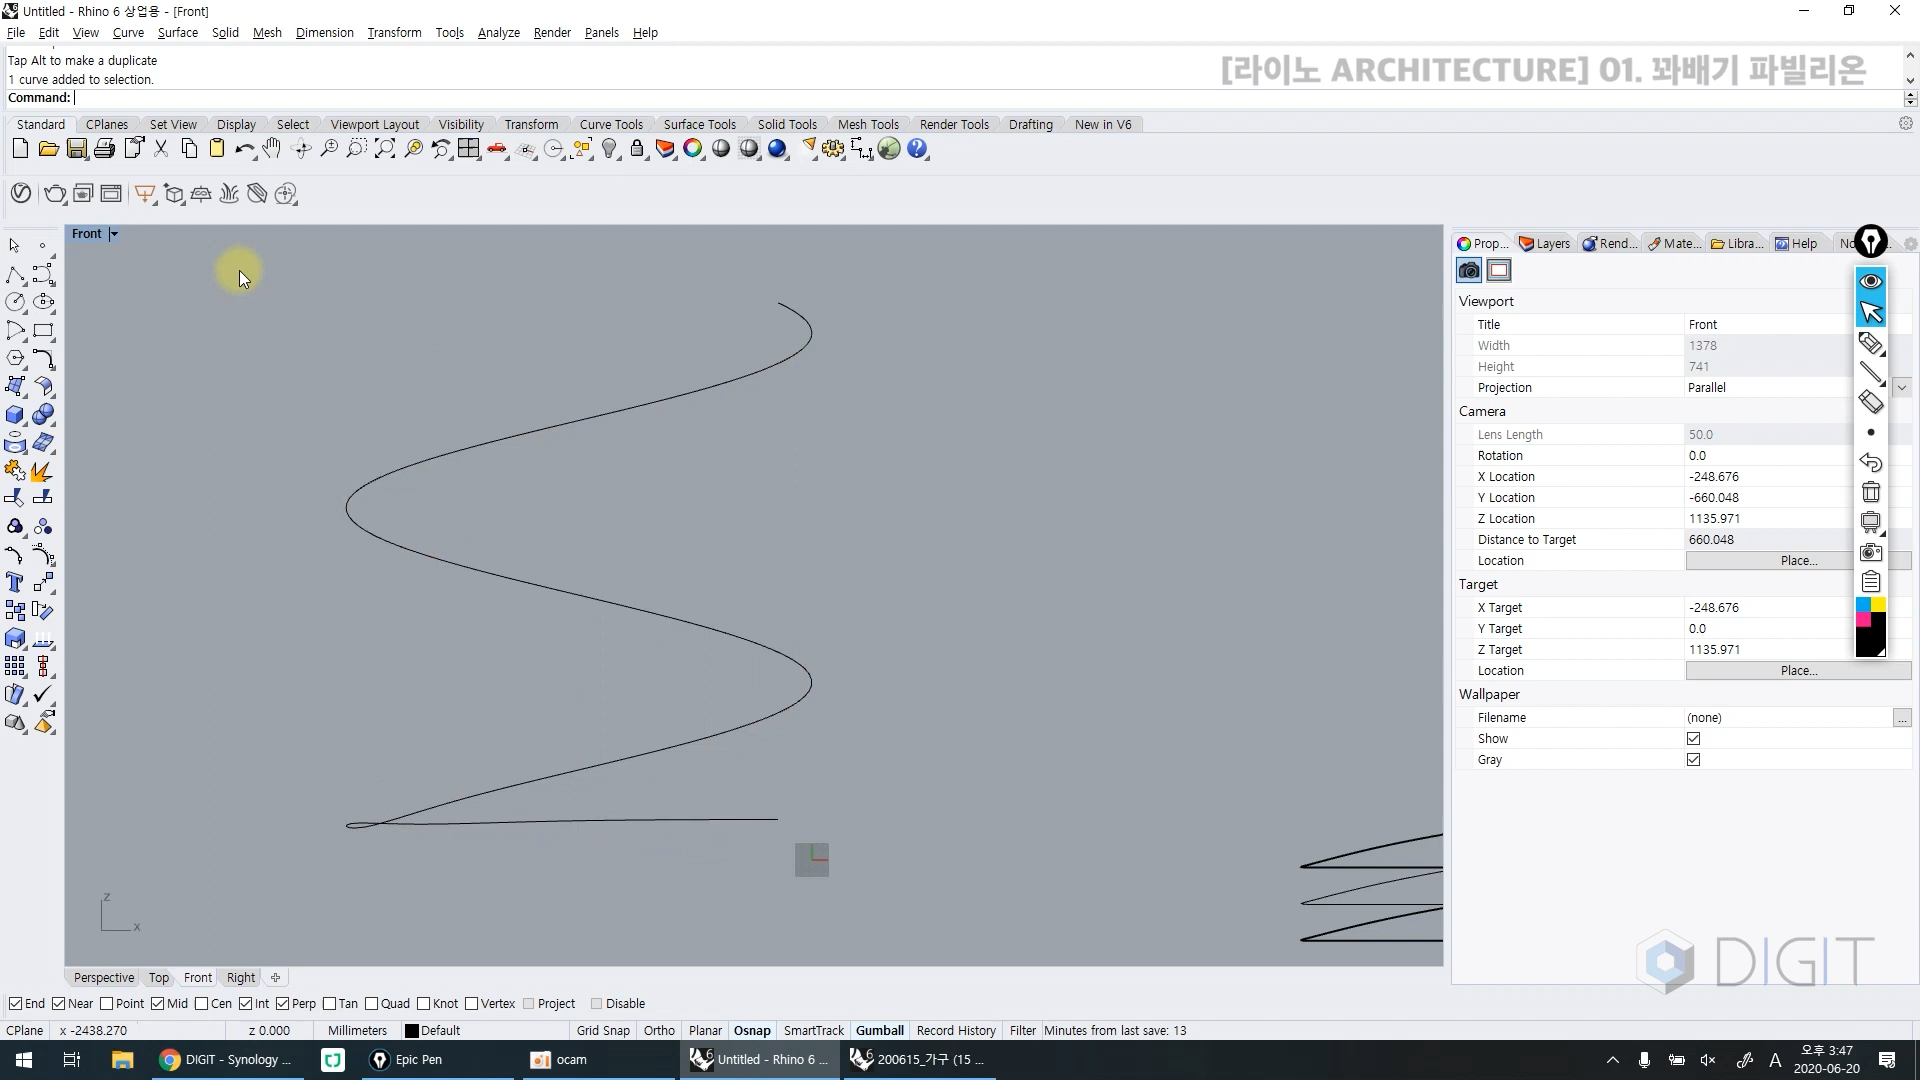 Untitled - Rhino 6 상업용 - [Front]
File Edit View Curve Surface Solid Mesh Dimension Transform Tools Analyze Render Panels Help
Tap Alt to make a duplicate
1 curve added to selection.
Command:
[라이노 ARCHITECTURE] 01. 꽈배기 파빌리온
Standard CPlanes Set View Display Select Viewport Layout Visibility Transform Curve Tools Surface Tools Solid Tools Mesh Tools Render Tools Drafting New in V6
Front
Prop... Layers Rend... Mate... Libra... Help
Viewport
Title Front
Width 1378
Height 741
Projection Parallel
Camera
Lens Length 50.0
Rotation 0.0
X Location -248.676
Y Location -660.048
Z Location 1135.971
Distance to Target 660.048
Location Place...
Target
X Target -248.676
Y Target 0.0
Z Target 1135.971
Location Place...
Wallpaper
Filename (none) ...
Show
Gray
z
x
DIGIT
Perspective Top Front Right
End Near Point Mid Cen Int Perp Tan Quad Knot Vertex Project Disable
CPlane x -2438.270 z 0.000 Millimeters Default Grid Snap Ortho Planar Osnap SmartTrack Gumball Record History Filter Minutes from last save: 13
DIGIT - Synology ... Epic Pen ocam Untitled - Rhino 6 ... 200615_가구 (15 ... A 오후 3:47
2020-06-20